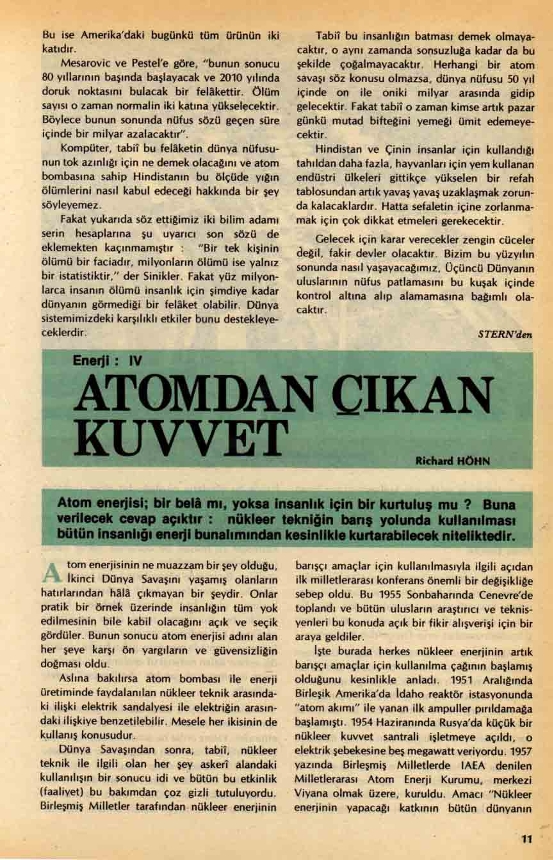 Bu ise Amerika'daki bugünkü tüm ürünün iki
katıdır.
Mesarovic ve Pestel'e göre, "bunun sonucu
80 yıllarının başında başlayacak ve 2010 yılında
doruk noktasını bulacak bir felâkettir. Ölüm
sayısı o zaman normalin iki katına yükselecektir.
Böylece bunun sonunda nüfus sözü geçen süre
içinde bir milyar azalacaktır".
Kompüter, tabiî bu felâketin dünya nüfusu-
nun tok azınlığı için ne demek olacağını ve atom
bombasına sahip Hindistanın bu ölçüde yığın
ölümlerini nasıl kabul edeceği hakkında bir şey
söyleyemez.
Fakat yukarıda söz ettiğimiz iki bilim adamı
serin hesaplarına şu uyarıcı son sözü de
eklemekten kaçınmamıştır : "Bir tek kişinin
ölümü bir faciadır, milyonların ölümü ise yalnız
bir istatistiktir," der Sinikler. Fakat yüz milyon-
larca insanın ölümü insanlık için şimdiye kadar
dünyanın görmediği bir felâket olabilir. Dünya
sistemimizdeki karşılıklı etkiler bunu destekleye-
ceklerdir.
Tabiî bu insanlığın batması demek olmaya-
caktır, o aynı zamanda sonsuzluğa kadar da bu
şekilde çoğalmayacaktır. Herhangi bir atom
savaşı söz konusu olmazsa, dünya nüfusu 50 yıl
içinde on ile oniki milyar arasında gidip
gelecektir. Fakat tabiî o zaman kimse artık pazar
günkü mutad bifteğini yemeği ümit edemeye-
cektir.
Hindistan ve Çinin insanlar için kullandığı
tahıldan daha fazla, hayvanları için yem kullanan
endüstri ülkeleri gittikçe yükselen bir refah
tablosundan artık yavaş yavaş uzaklaşmak zorun-
da kalacaklardır. Hatta sefaletin içine zorlanma-
mak için çok dikkat etmeleri gerekecektir.
Gelecek için karar verecekler zengin cüceler
değil, fakir devler olacaktır. Bizim bu yüzyılın
sonunda nasıl yaşayacağımız, Üçüncü Dünyanın
uluslarının nüfus patlamasını bu kuşak içinde
kontrol altına alıp alamamasına bağımlı ola-
caktır.
STERN'den
Enerji : IV
ATOMDAN ÇIKAN
KUVVET
Richard HÖHN
Atom enerjisi; bir belâ mı, yoksa insanlık için bir kurtuluş mu ? Buna
verilecek cevap açıktır : nükleer tekniğin barış yolunda kullanılması
bütün insanlığı enerji bunalımından kesinlikle kurtarabilecek niteliktedir.
Atom enerjisinin ne muazzam bir şey olduğu,
İkinci Dünya Savaşını yaşamış olanların
hatırlarından hâlâ çıkmayan bir şeydir. Onlar
pratik bir örnek üzerinde insanlığın tüm yok
edilmesinin bile kabil olacağını açık ve seçik
gördüler. Bunun sonucu atom enerjisi adını alan
her şeye karşı ön yargıların ve güvensizliğin
doğması oldu.
Aslına bakılırsa atom bombası ile enerji
üretiminde faydalanılan nükleer teknik arasında-
ki ilişki elektrik sandalyesi ile elektriğin arasın-
daki ilişkiye benzetilebilir. Mesele her ikisinin de
kullanış konusudur.
Dünya Savaşından sonra, tabiî, nükleer
teknik ile ilgili olan her şey askerî alandaki
kullanılışın bir sonucu idi ve bütün bu etkinlik
(faaliyet) bu bakımdan çoz gizli tutuluyordu.
Birleşmiş Milletler tarafından nükleer enerjinin
barışçı amaçlar için kullanılmasıyla ilgili açıdan
ilk milletlerarası konferans önemli bir değişikliğe
sebep oldu. Bu 1955 Sonbaharında Cenevre'de
toplandı ve bütün ulusların araştırıcı ve teknis-
yenleri bu konuda açık bir fikir alışverişi için bir
araya geldiler.
İşte burada herkes nükleer enerjinin artık
barışçı amaçlar için kullanılma çağının başlamış
olduğunu kesinlikle anladı. 1951 Aralığında
Birleşik Amerika'da İdaho reaktör istasyonunda
"atom akımı" ile yanan ilk ampuller pırıldamağa
başlamıştı. 1954 Haziranında Rusya'da küçük bir
nükleer kuvvet santrali işletmeye açıldı, o
elektrik şebekesine beş megawatt veriyordu. 1957
yazında Birleşmiş Milletlerde IAEA denilen
Milletlerarası Atom Enerji Kurumu, merkezi
Viyana olmak üzere, kuruldu. Amacı "Nükleer
enerjinin yapacağı katkının bütün dünyanın
11